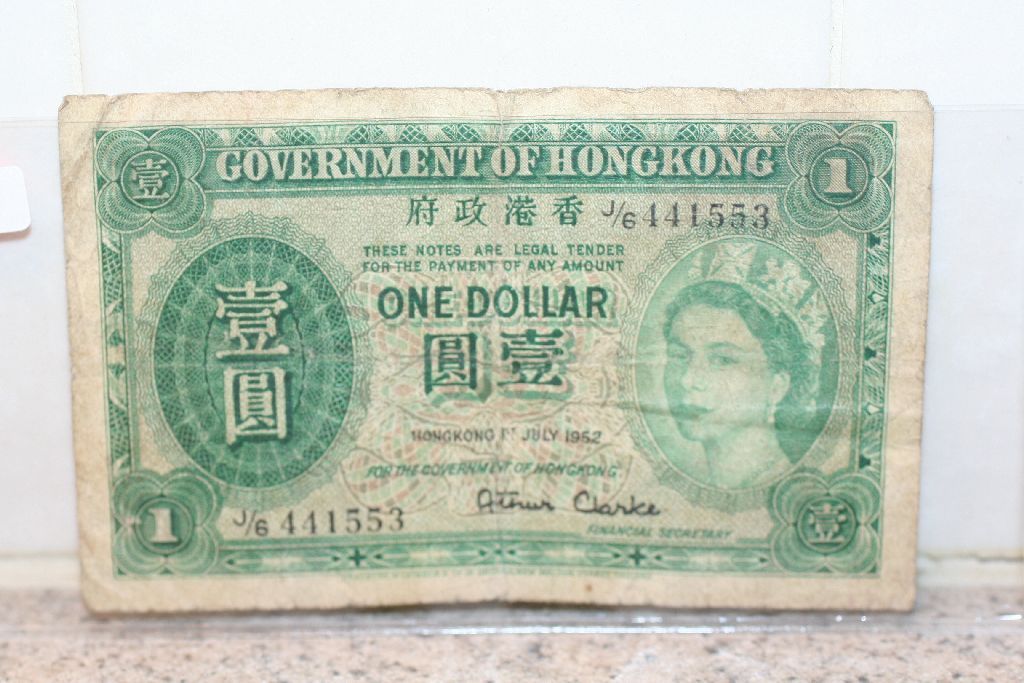 壹
GOVERNMENT OF HONGKONG
1
府政港香
J/6 441553
THESE NOTES ARE LEGAL TENDER
FOR THE PAYMENT OF ANY AMOUNT
ONE DOLLAR
圓壹
壹
圓
HONGKONG 1ST JULY 1952
FOR THE GOVERNMENT OF HONGKONG.
Arthur Clarke
FINANCIAL SECRETARY
1
J/6 441553
壹